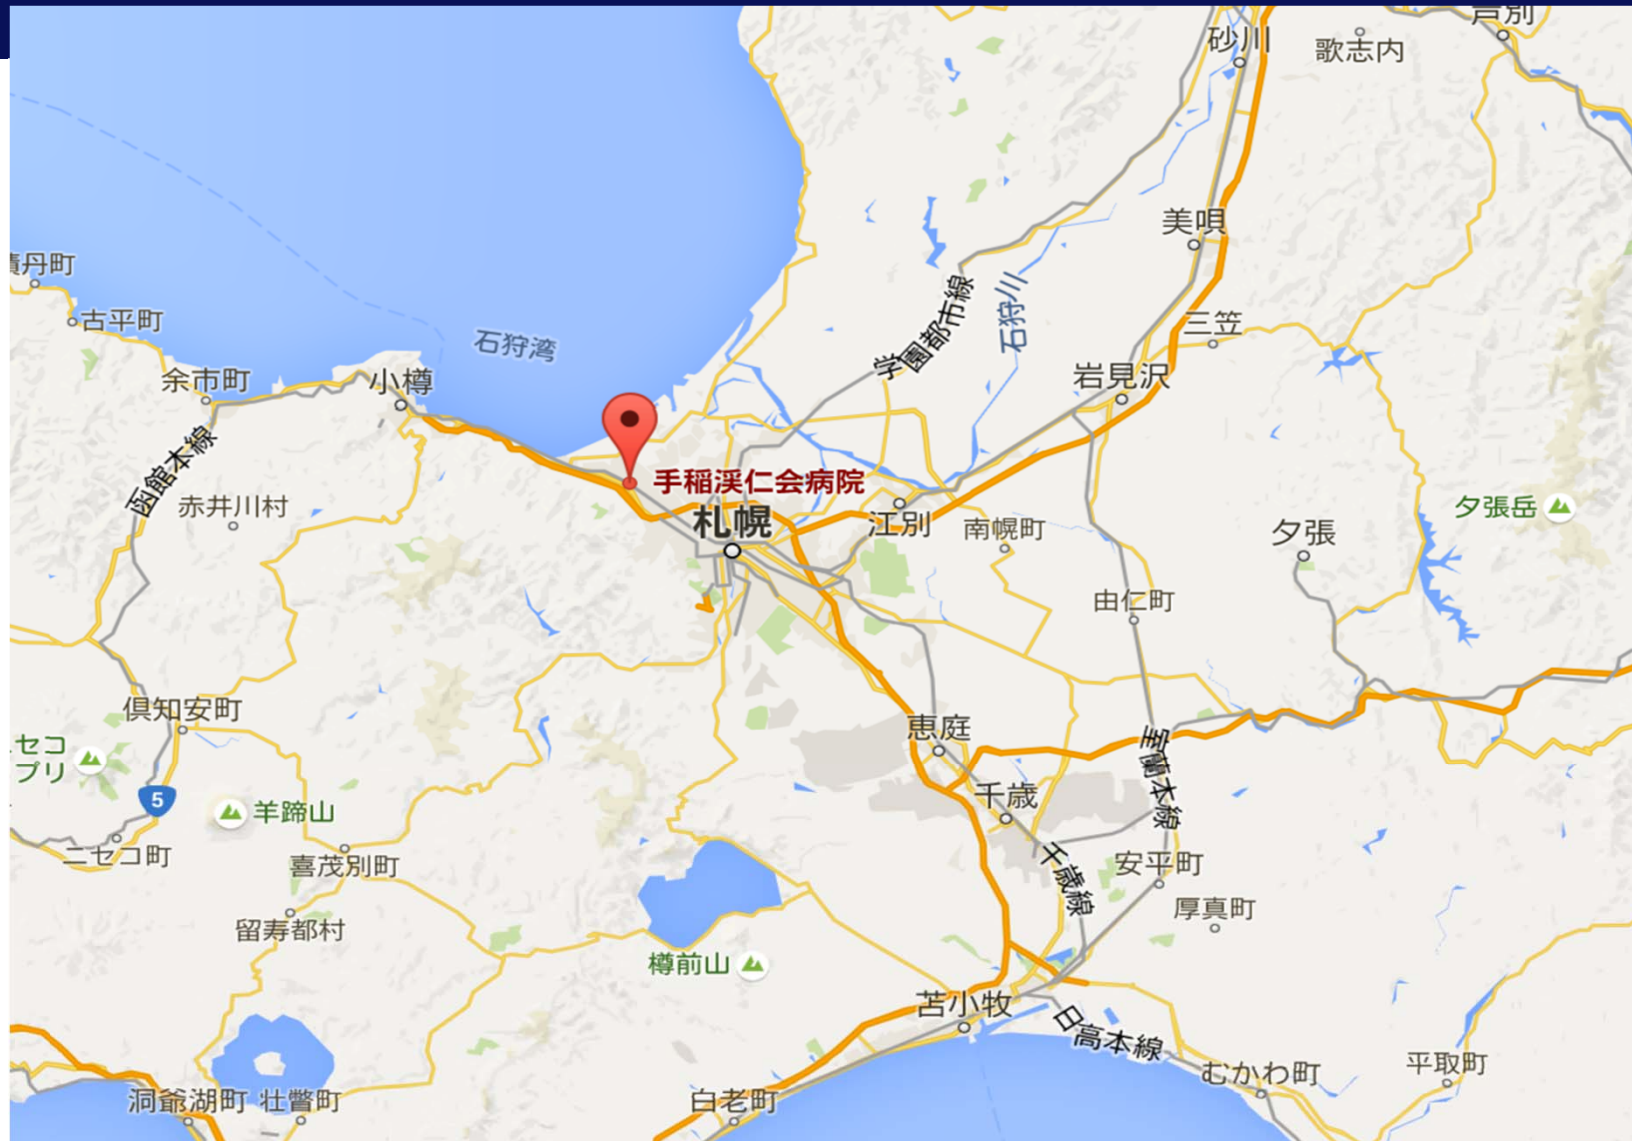 芦別
砂川
歌志内
美唄
積丹町
学園都市線
石狩川
古平町
三笠
石狩湾
余市町
小樽
岩見沢
函館本線
手稲渓仁会病院
赤井川村
札幌
江別
南幌町
夕張
夕張岳
由仁町
倶知安町
恵庭
セコ
プリ
室蘭本線
5
千歳
羊蹄山
ニセコ町
喜茂別町
千歳線
安平町
厚真町
留寿都村
樽前山
苫小牧
日高本線
むかわ町
平取町
洞爺湖町
壮瞥町
白老町